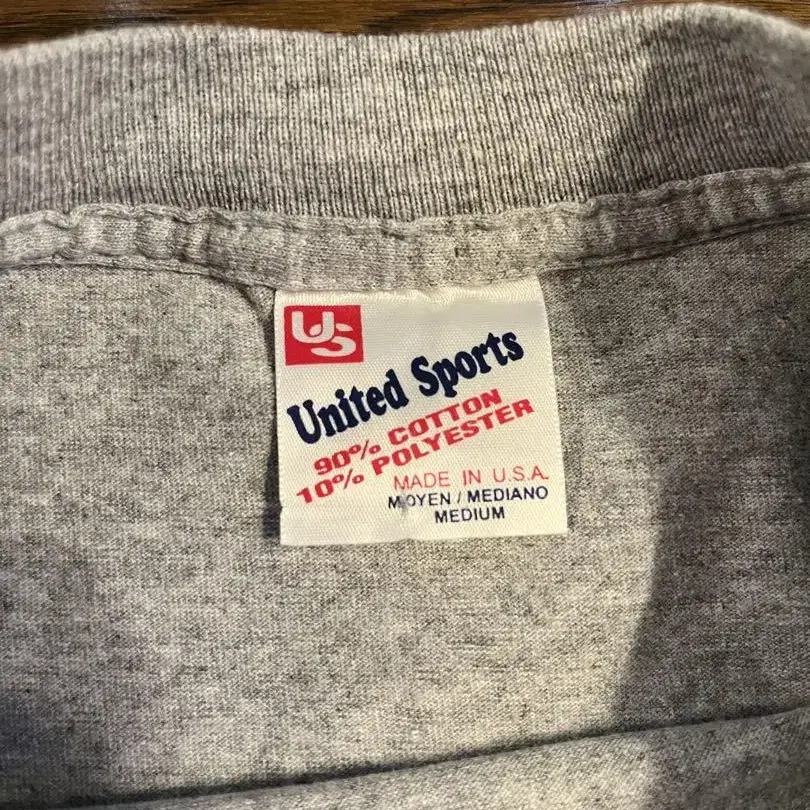 US
United Sports
90% COTTON
10% POLYESTER
MADE IN U.S.A.
MOYEN / MEDIANO
MEDIUM